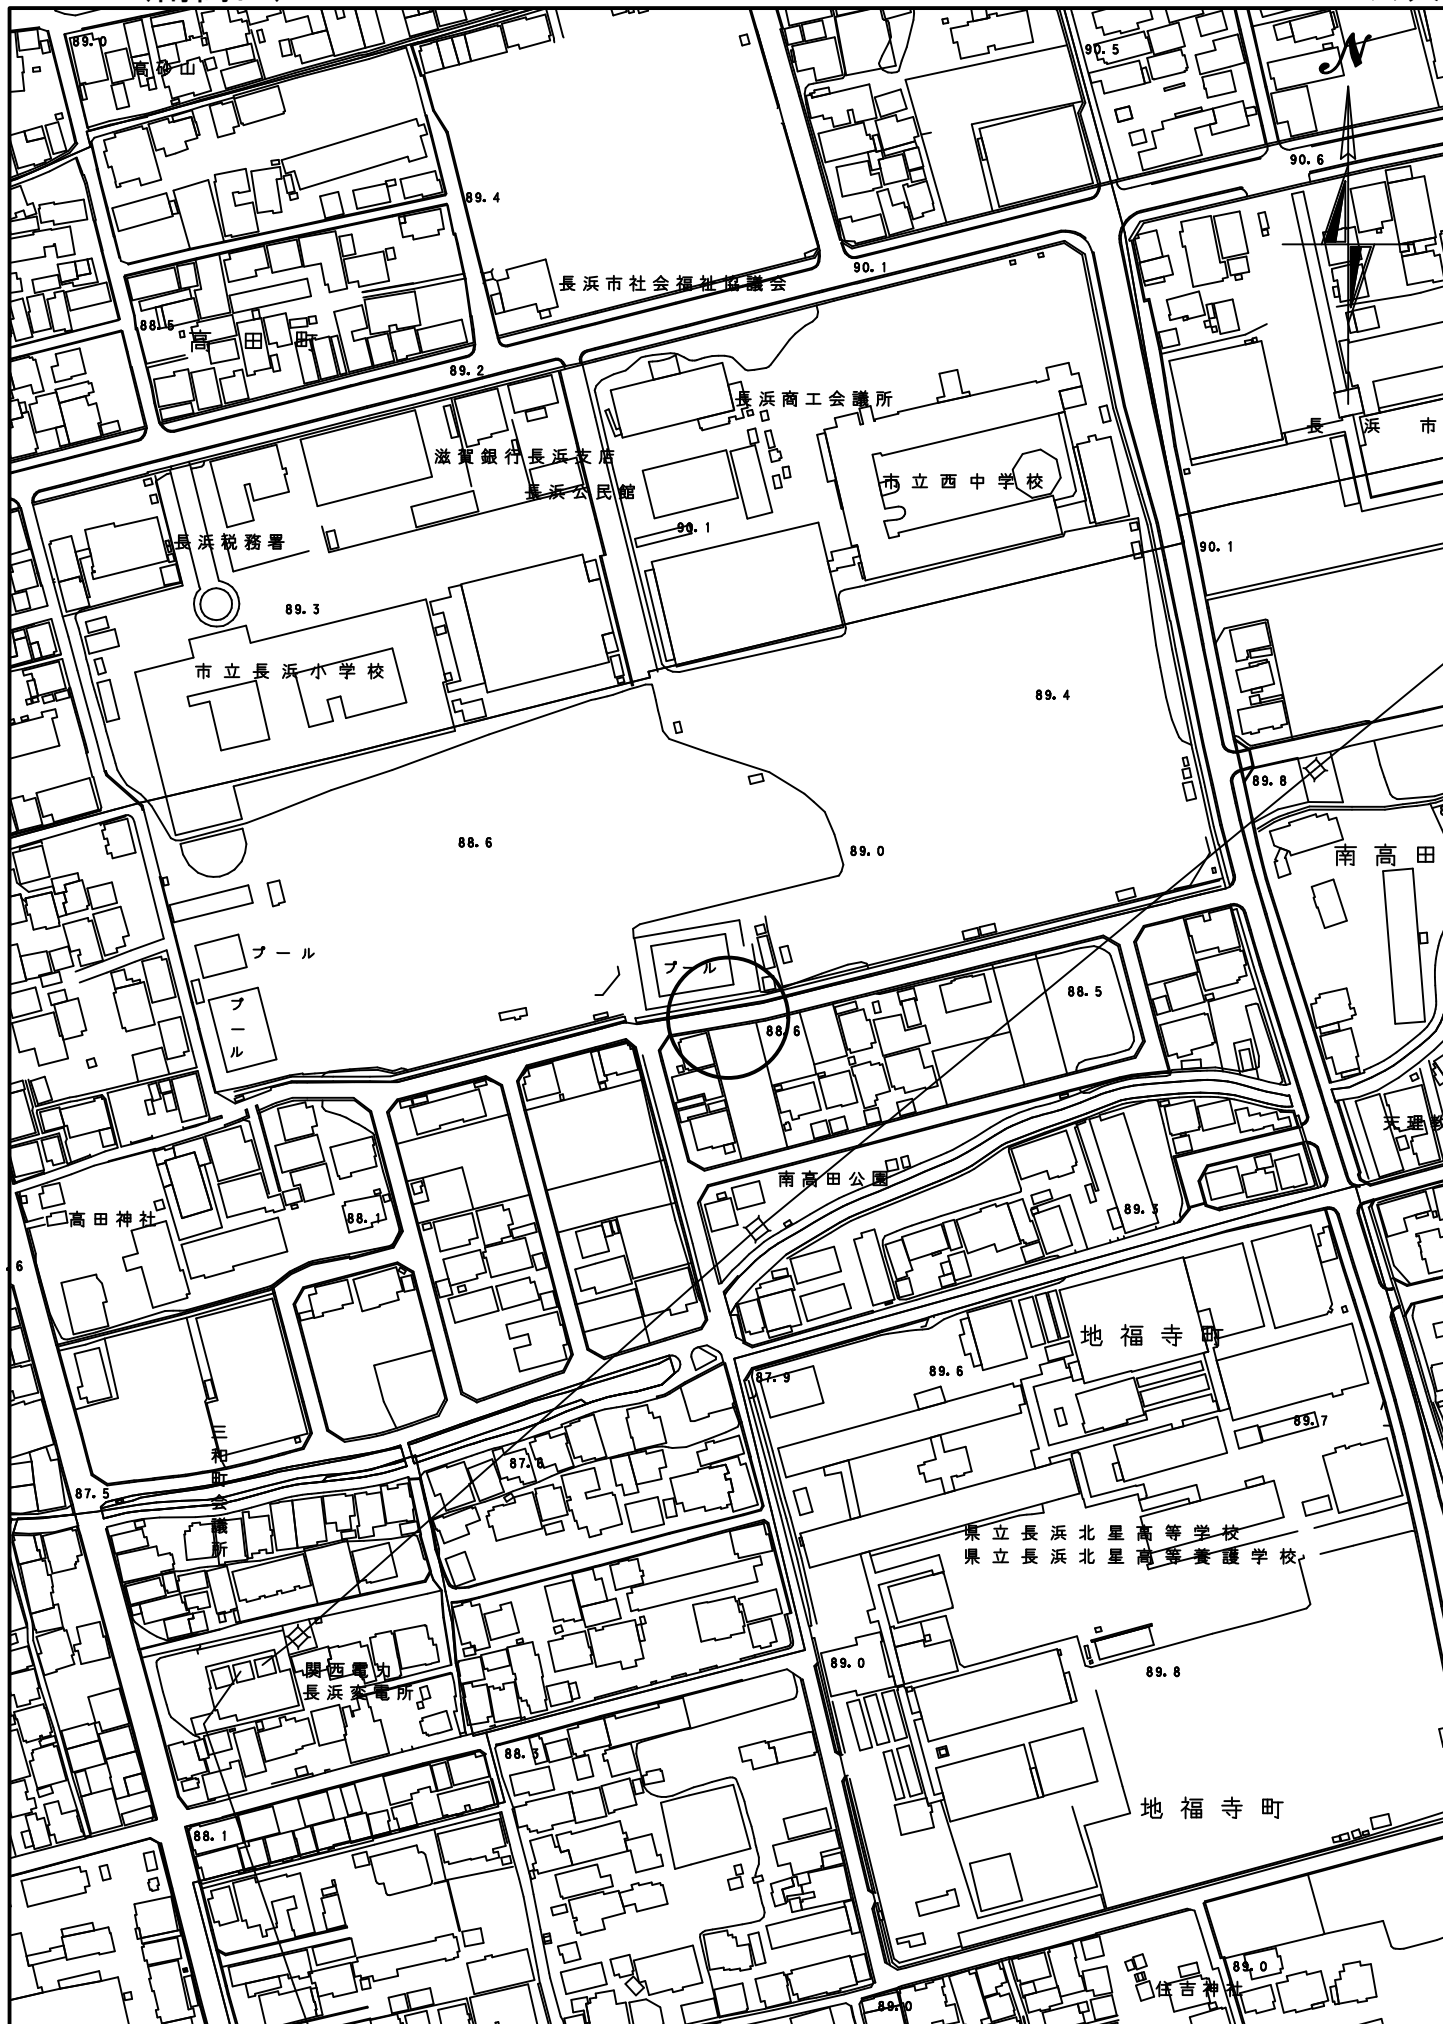 89.0
高砂山
90.5
N
90.6
89.4
90.1
長浜市社会福祉協議会
88.5
高田町
89.2
長浜商工会議所
長浜市
滋賀銀行長浜支店
長浜公民館
市立西中学校
90.1
長浜税務署
90.1
89.3
市立長浜小学校
89.4
89.8
88.6
89.0
南高田
プール
プール
プール
88.5
88.6
天理教
南高田公園
高田神社
88.1
89.3
6
地福寺町
87.9
89.6
89.7
三和町会議所
87.8
87.5
県立長浜北星高等学校
県立長浜北星高等養護学校
関西電力
長浜変電所
89.0
89.8
88.3
地福寺町
88.1
89.0
住吉神社
89.0